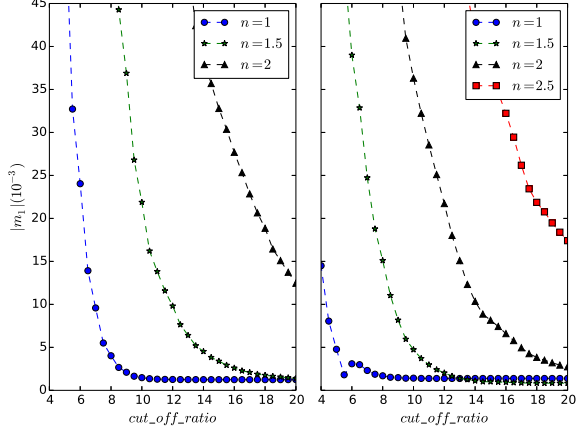 45
40
35
30
25
20
15
10
5
0
|m₁|(10⁻³)
4 6 8 10 12 14 16 18 20
cut_off_ratio
n=1
n=1.5
n=2
4 6 8 10 12 14 16 18 20
cut_off_ratio
n=1
n=1.5
n=2
n=2.5